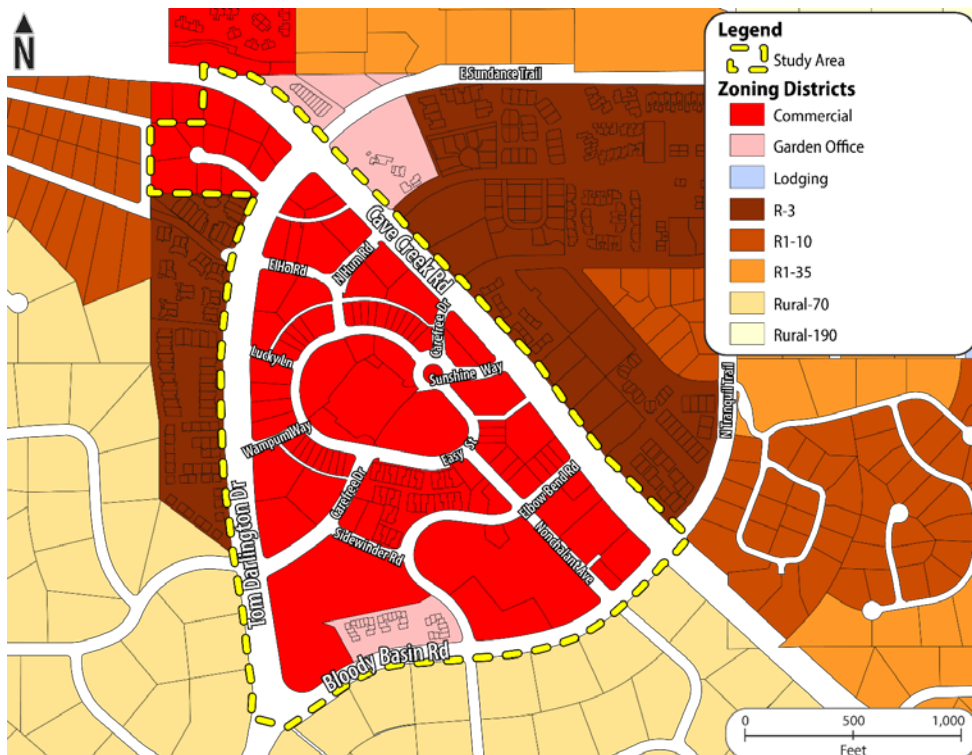 N
Legend
Study Area
Zoning Districts
Commercial
Garden Office
Lodging
R-3
R1-10
R1-35
Rural-70
Rural-190
E Sundance Trail
Cave Creek Rd
N Hum Rd
El Ho Rd
Carefree Dr
Lucky Ln
Sunshine Way
N Tranquil Trail
Wampum Way
Easy St
Carefree Dr
Elbow Bend Rd
Sidewinder Rd
Nonchalant Ave
Tom Darlington Dr
Bloody Basin Rd
0 500 1,000
Feet